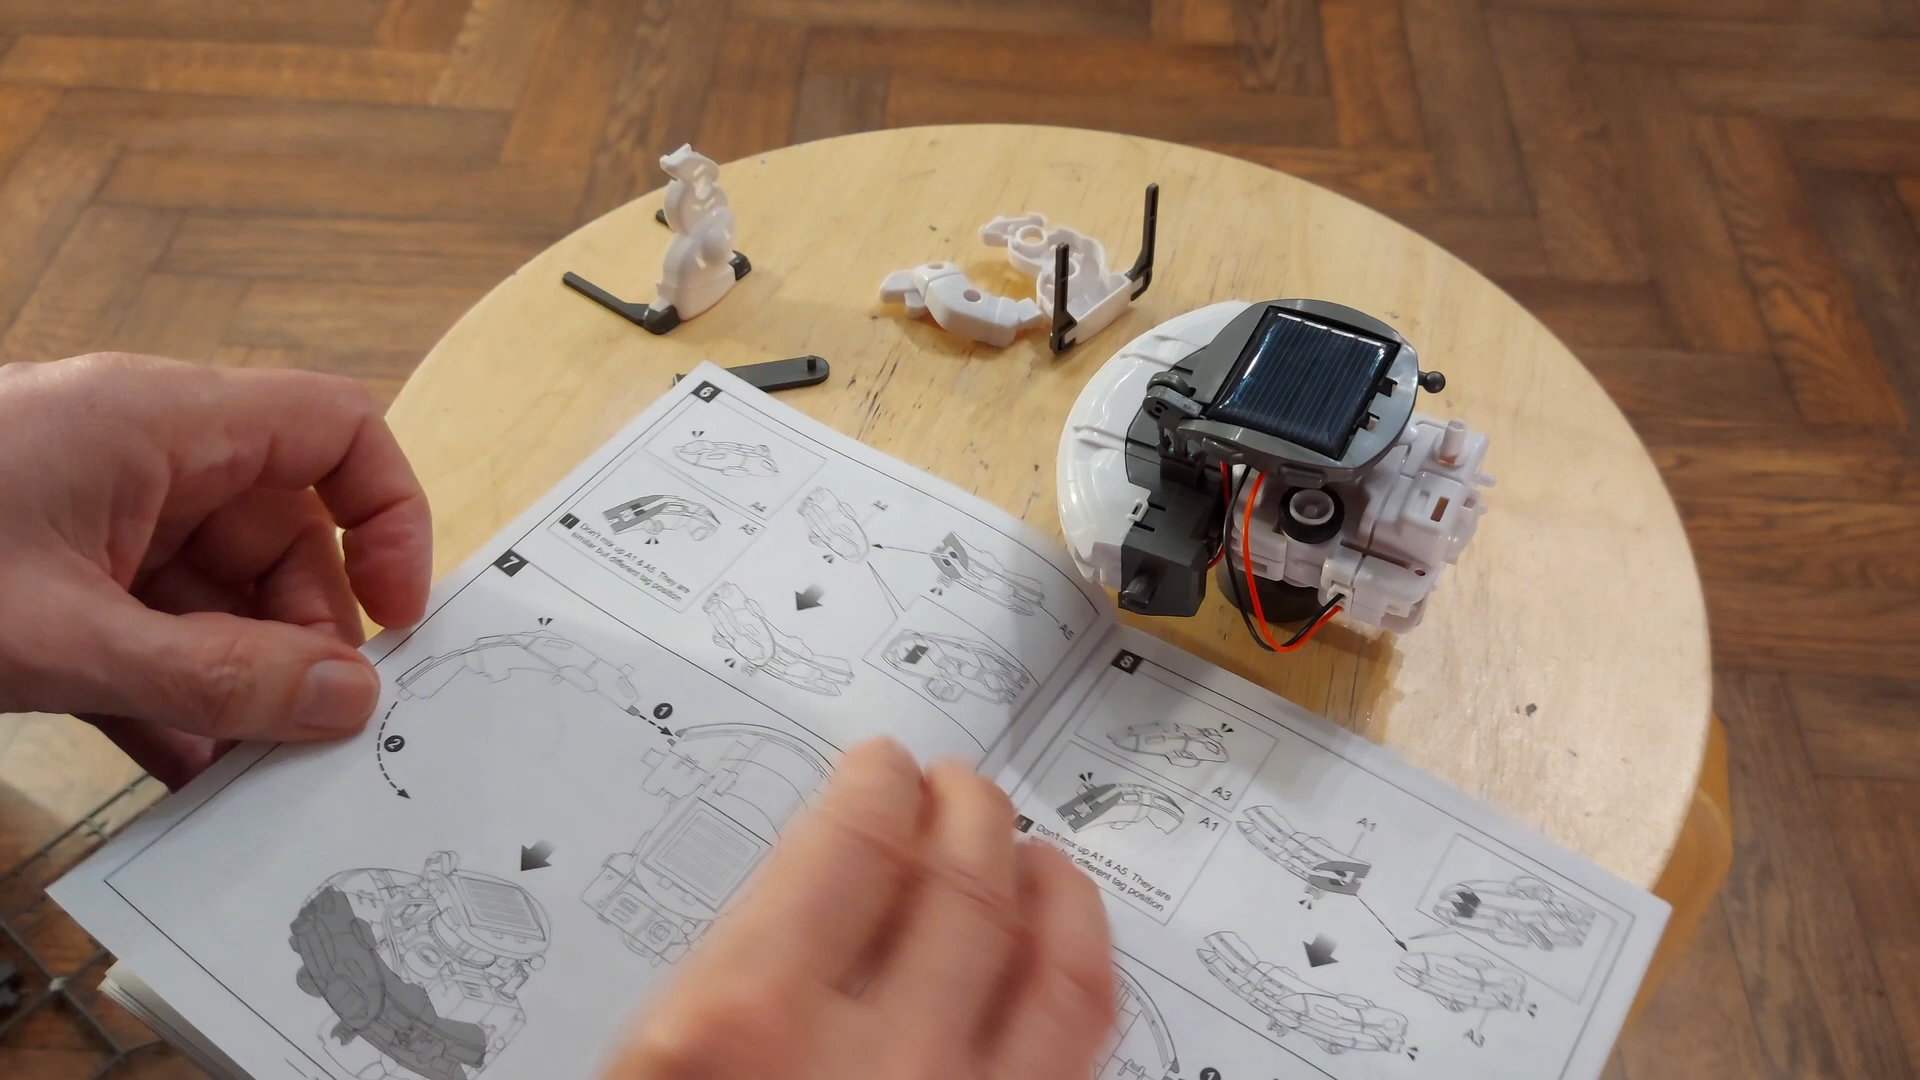 6
A4
A5
! Don't mix up A1 & A5. They are
similar but different tag position
A4
A5
7
1
2
8
A3
A1
! Don't mix up A1 & A5. They are
but different tag position
A1
A3
1